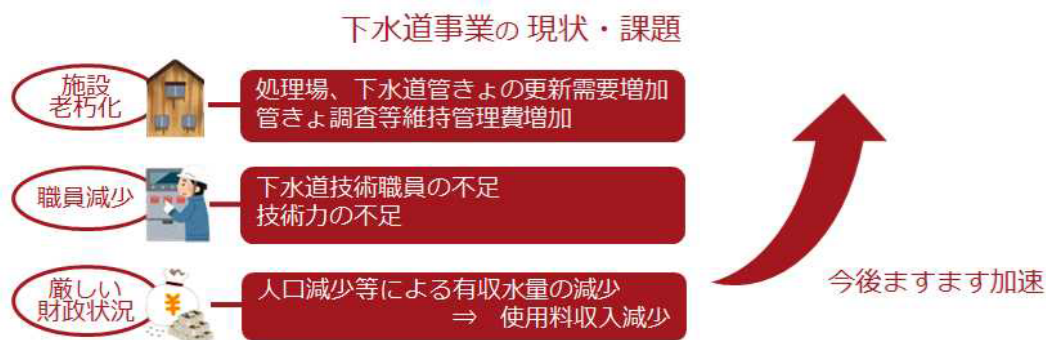 下水道事業の 現状・課題
施設
老朽化
処理場、下水道管きょの更新需要増加
管きょ調査等維持管理費増加
職員減少
下水道技術職員の不足
技術力の不足
厳しい
財政状況
¥
人口減少等による有収水量の減少
⇒ 使用料収入減少
今後ますます加速